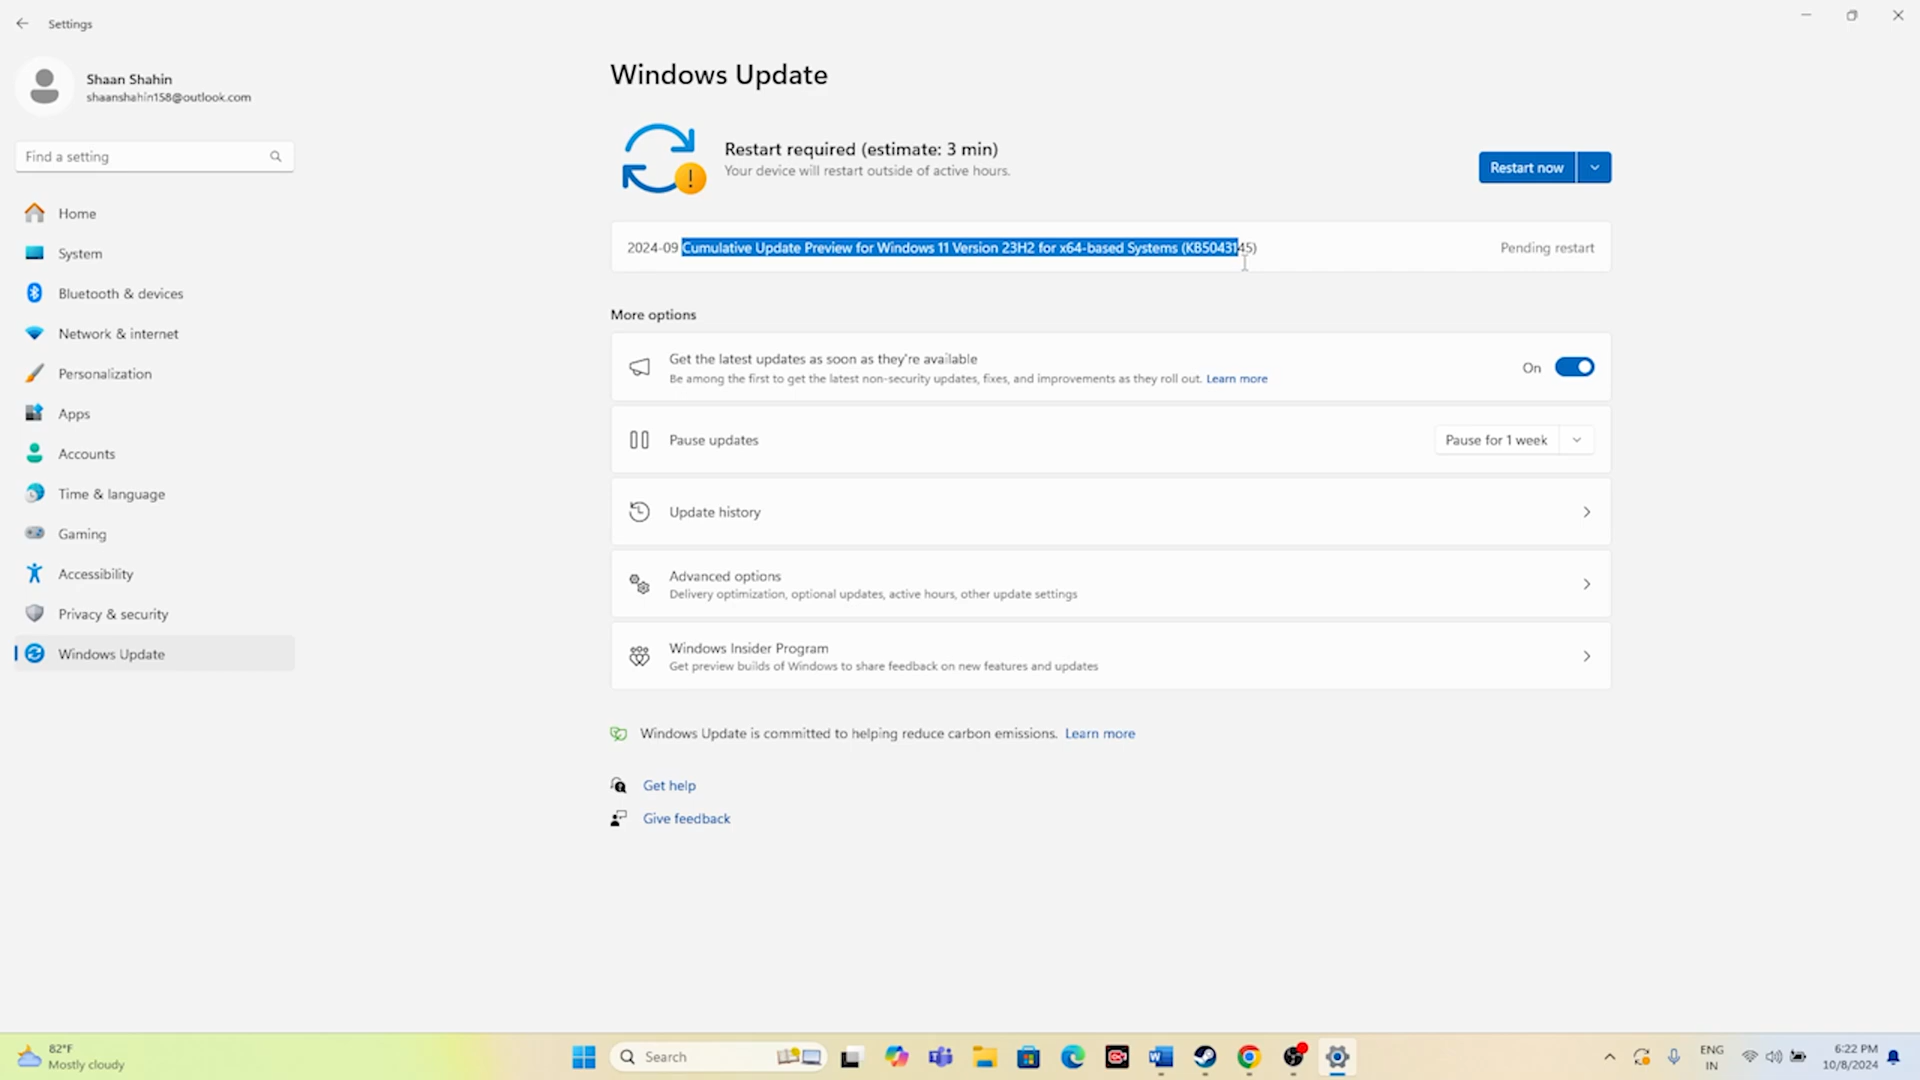 Settings
Shaan Shahin
shaanshahin158@outlook.com
Find a setting
Home
System
Bluetooth & devices
Network & internet
Personalization
Apps
Accounts
Time & language
Gaming
Accessibility
Privacy & security
Windows Update
Windows Update
Restart required (estimate: 3 min)
Your device will restart outside of active hours.
Restart now
2024-09 Cumulative Update Preview for Windows 11 Version 23H2 for x64-based Systems (KB5043145)
Pending restart
More options
Get the latest updates as soon as they're available
Be among the first to get the latest non-security updates, fixes, and improvements as they roll out. Learn more
On
Pause updates
Pause for 1 week
Update history
Advanced options
Delivery optimization, optional updates, active hours, other update settings
Windows Insider Program
Get preview builds of Windows to share feedback on new features and updates
Windows Update is committed to helping reduce carbon emissions. Learn more
Get help
Give feedback
82°F
Mostly cloudy
Search
ENG
IN
6:22 PM
10/8/2024